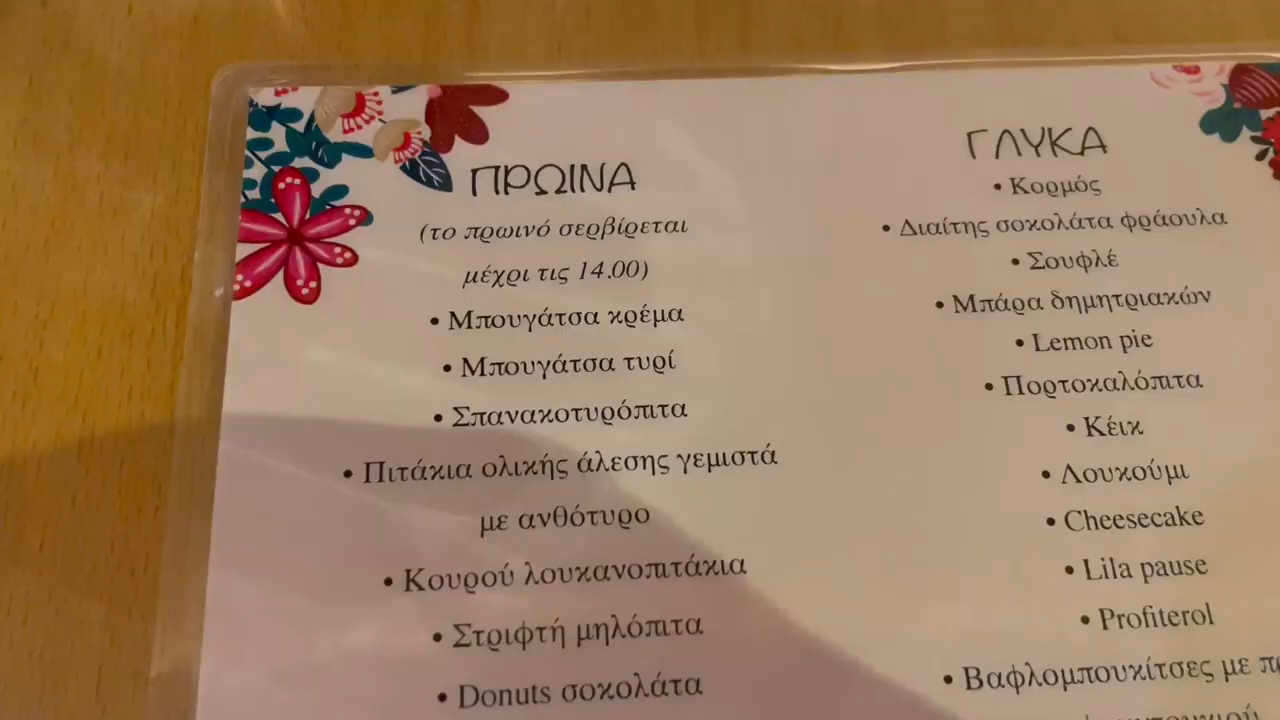 ΠΡΩΙΝΑ
(το πρωινό σερβίρεται
μέχρι τις 14.00)
• Μπουγάτσα κρέμα
• Μπουγάτσα τυρί
• Σπανακοτυρόπιτα
• Πιτάκια ολικής άλεσης γεμιστά
με ανθότυρο
• Κουρού λουκανοπιτάκια
• Στριφτή μηλόπιτα
• Donuts σοκολάτα
ΓΛΥΚΑ
• Κορμός
• Διαίτης σοκολάτα φράουλα
• Σουφλέ
• Μπάρα δημητριακών
• Lemon pie
• Πορτοκαλόπιτα
• Κέικ
• Λουκούμι
• Cheesecake
• Lila pause
• Profiterol
• Βαφλομπουκίτσες με